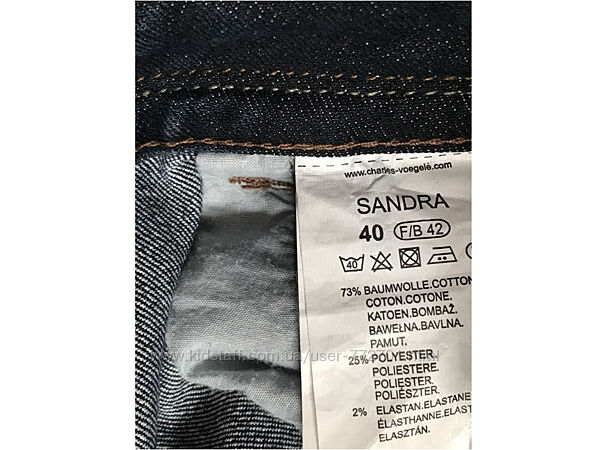 www.charles-voegele.com
SANDRA
40 F/B 42
40
73% BAUMWOLLE.COTTON
COTON.COTONE.
KATOEN.BOMBAŽ.
BAWEŁNA.BAVLNA.
PAMUT.
25% POLYESTER.
POLIESTERE.
POLIESTER.
POLIÉSZTER.
2% ELASTAN.ELASTANE
ÉLASTHANNE.ELASTAN.
ELASZTÁN.